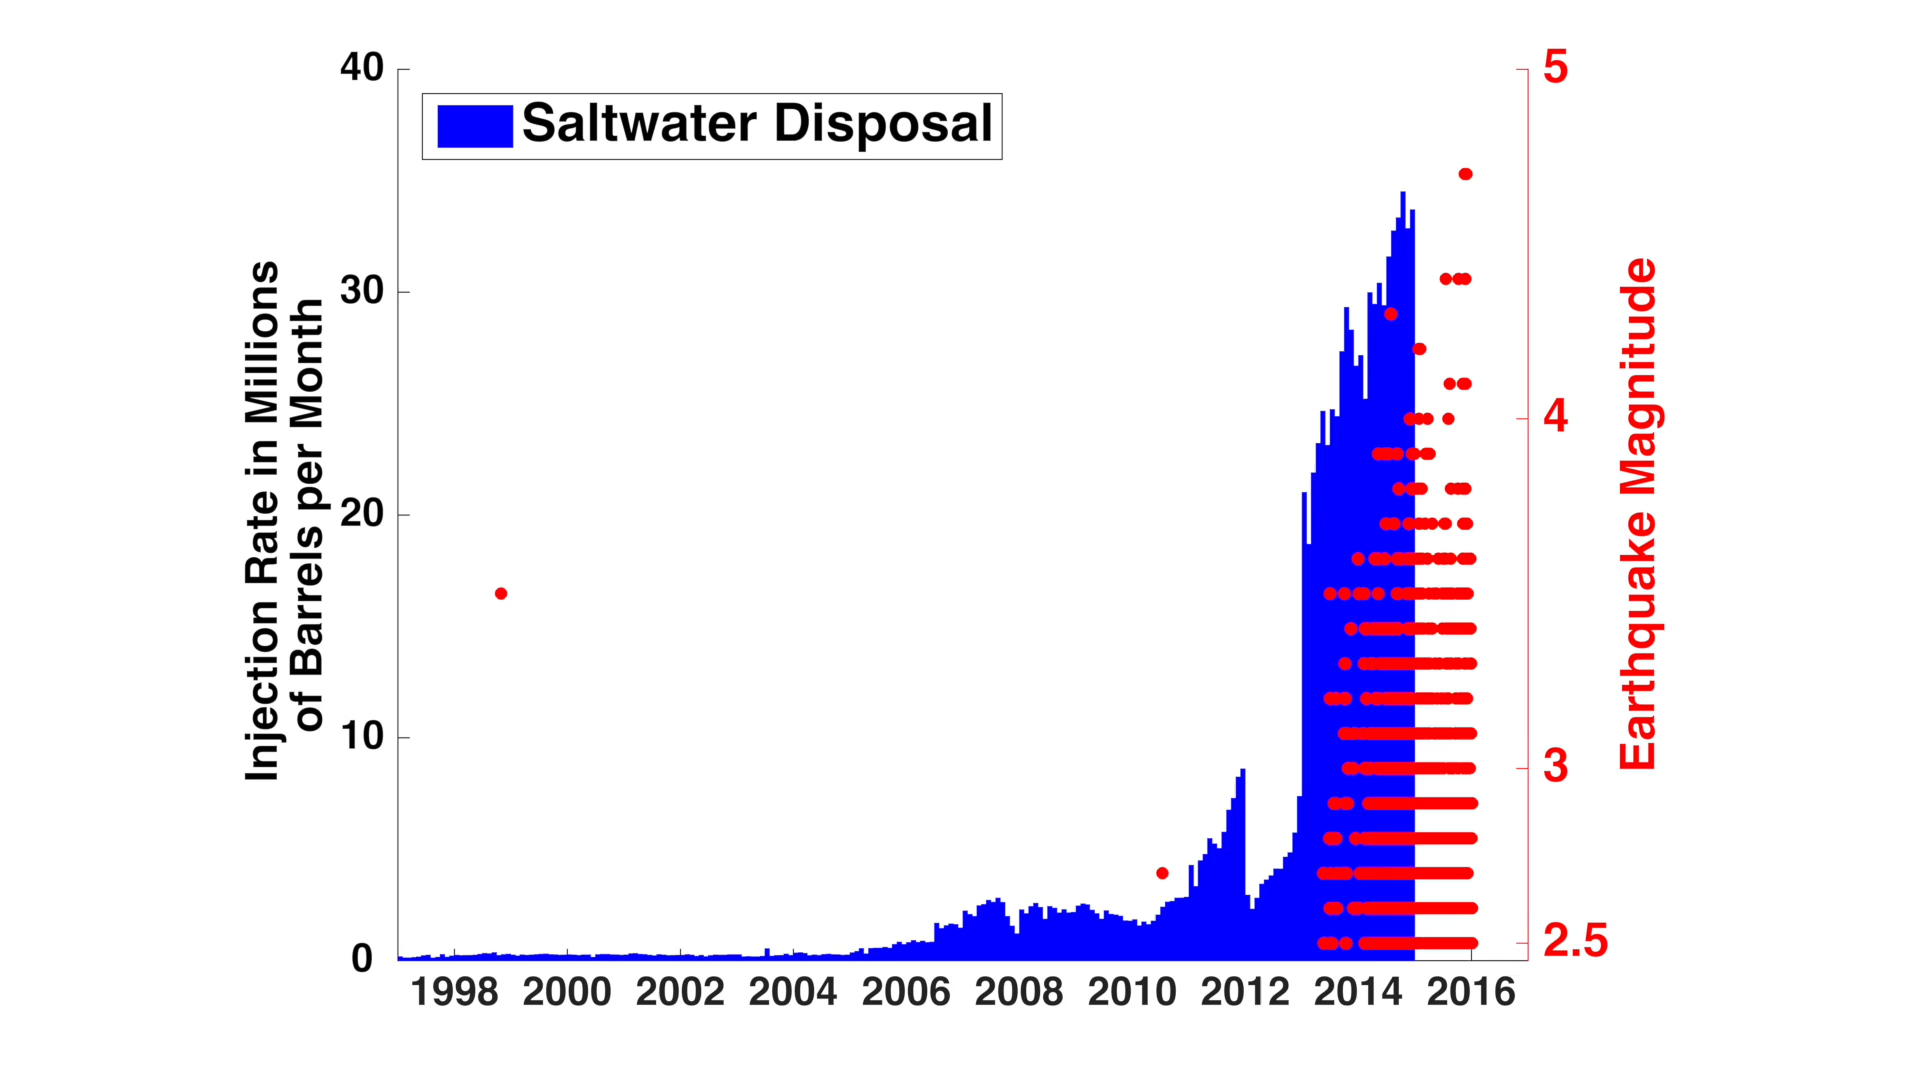 Saltwater Disposal
Injection Rate in Millions
of Barrels per Month
40
30
20
10
0
5
4
3
2.5
Earthquake Magnitude
1998 2000 2002 2004 2006 2008 2010 2012 2014 2016